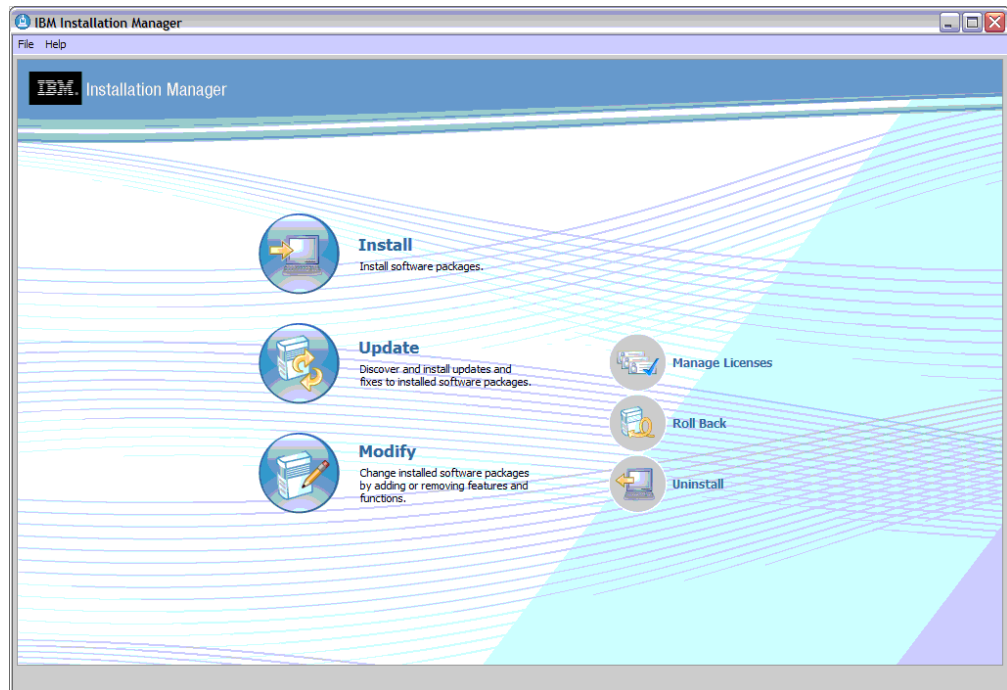 IBM Installation Manager
File Help
IBM. Installation Manager
Install
Install software packages.
Update
Discover and install updates and
fixes to installed software packages.
Modify
Change installed software packages
by adding or removing features and
functions.
Manage Licenses
Roll Back
Uninstall